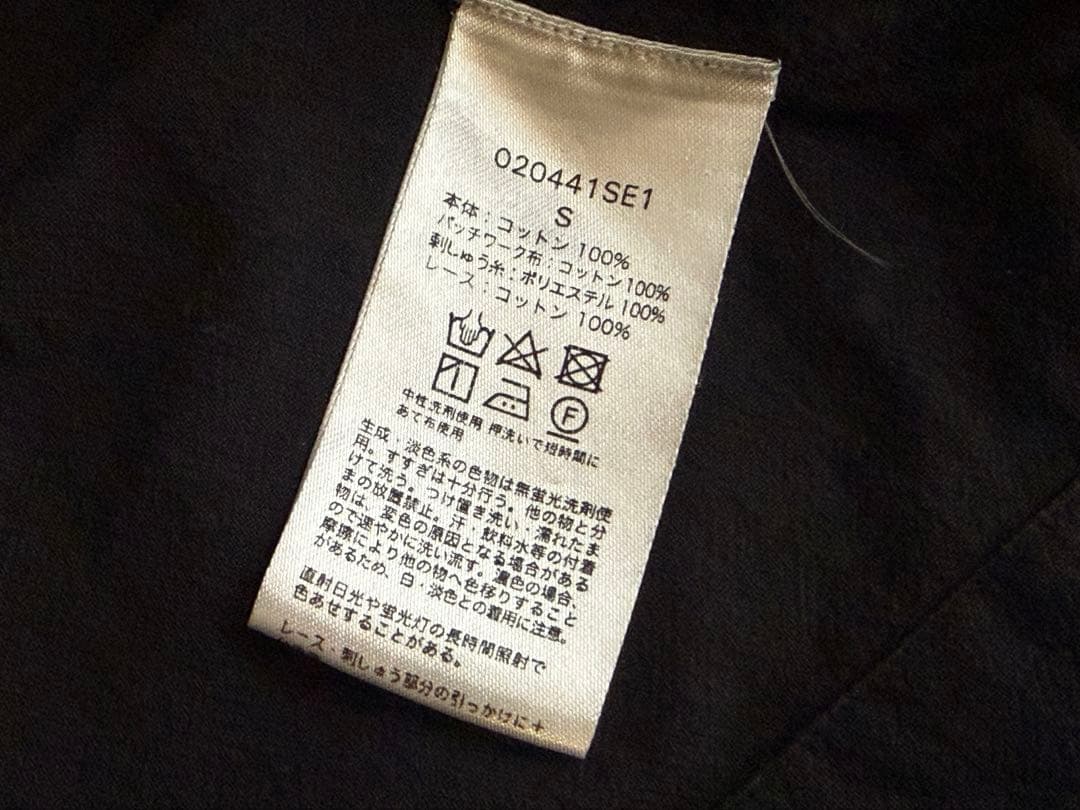 020441SE1
S
本体：コットン 100%
パッチワーク布：コットン 100%
刺しゅう糸：ポリエステル 100%
レース：コットン 100%
F
中性洗剤使用 押洗いで短時間に
あて布使用
生成・淡色系の色物は無蛍光洗剤使
用。すすぎは十分行う。他の物と分
けて洗う。つけ置き洗い・濡れたま
まの放置禁止。汗・飲料水等の付着
物は、変色の原因となる場合がある
ので速やかに洗い流す。濃色の場合、
摩擦により他の物へ色移りすること
があるため、白・淡色との着用に注意。
直射日光や蛍光灯の長時間照射で
色あせすることがある。
レース・刺しゅう部分の引っかけに十